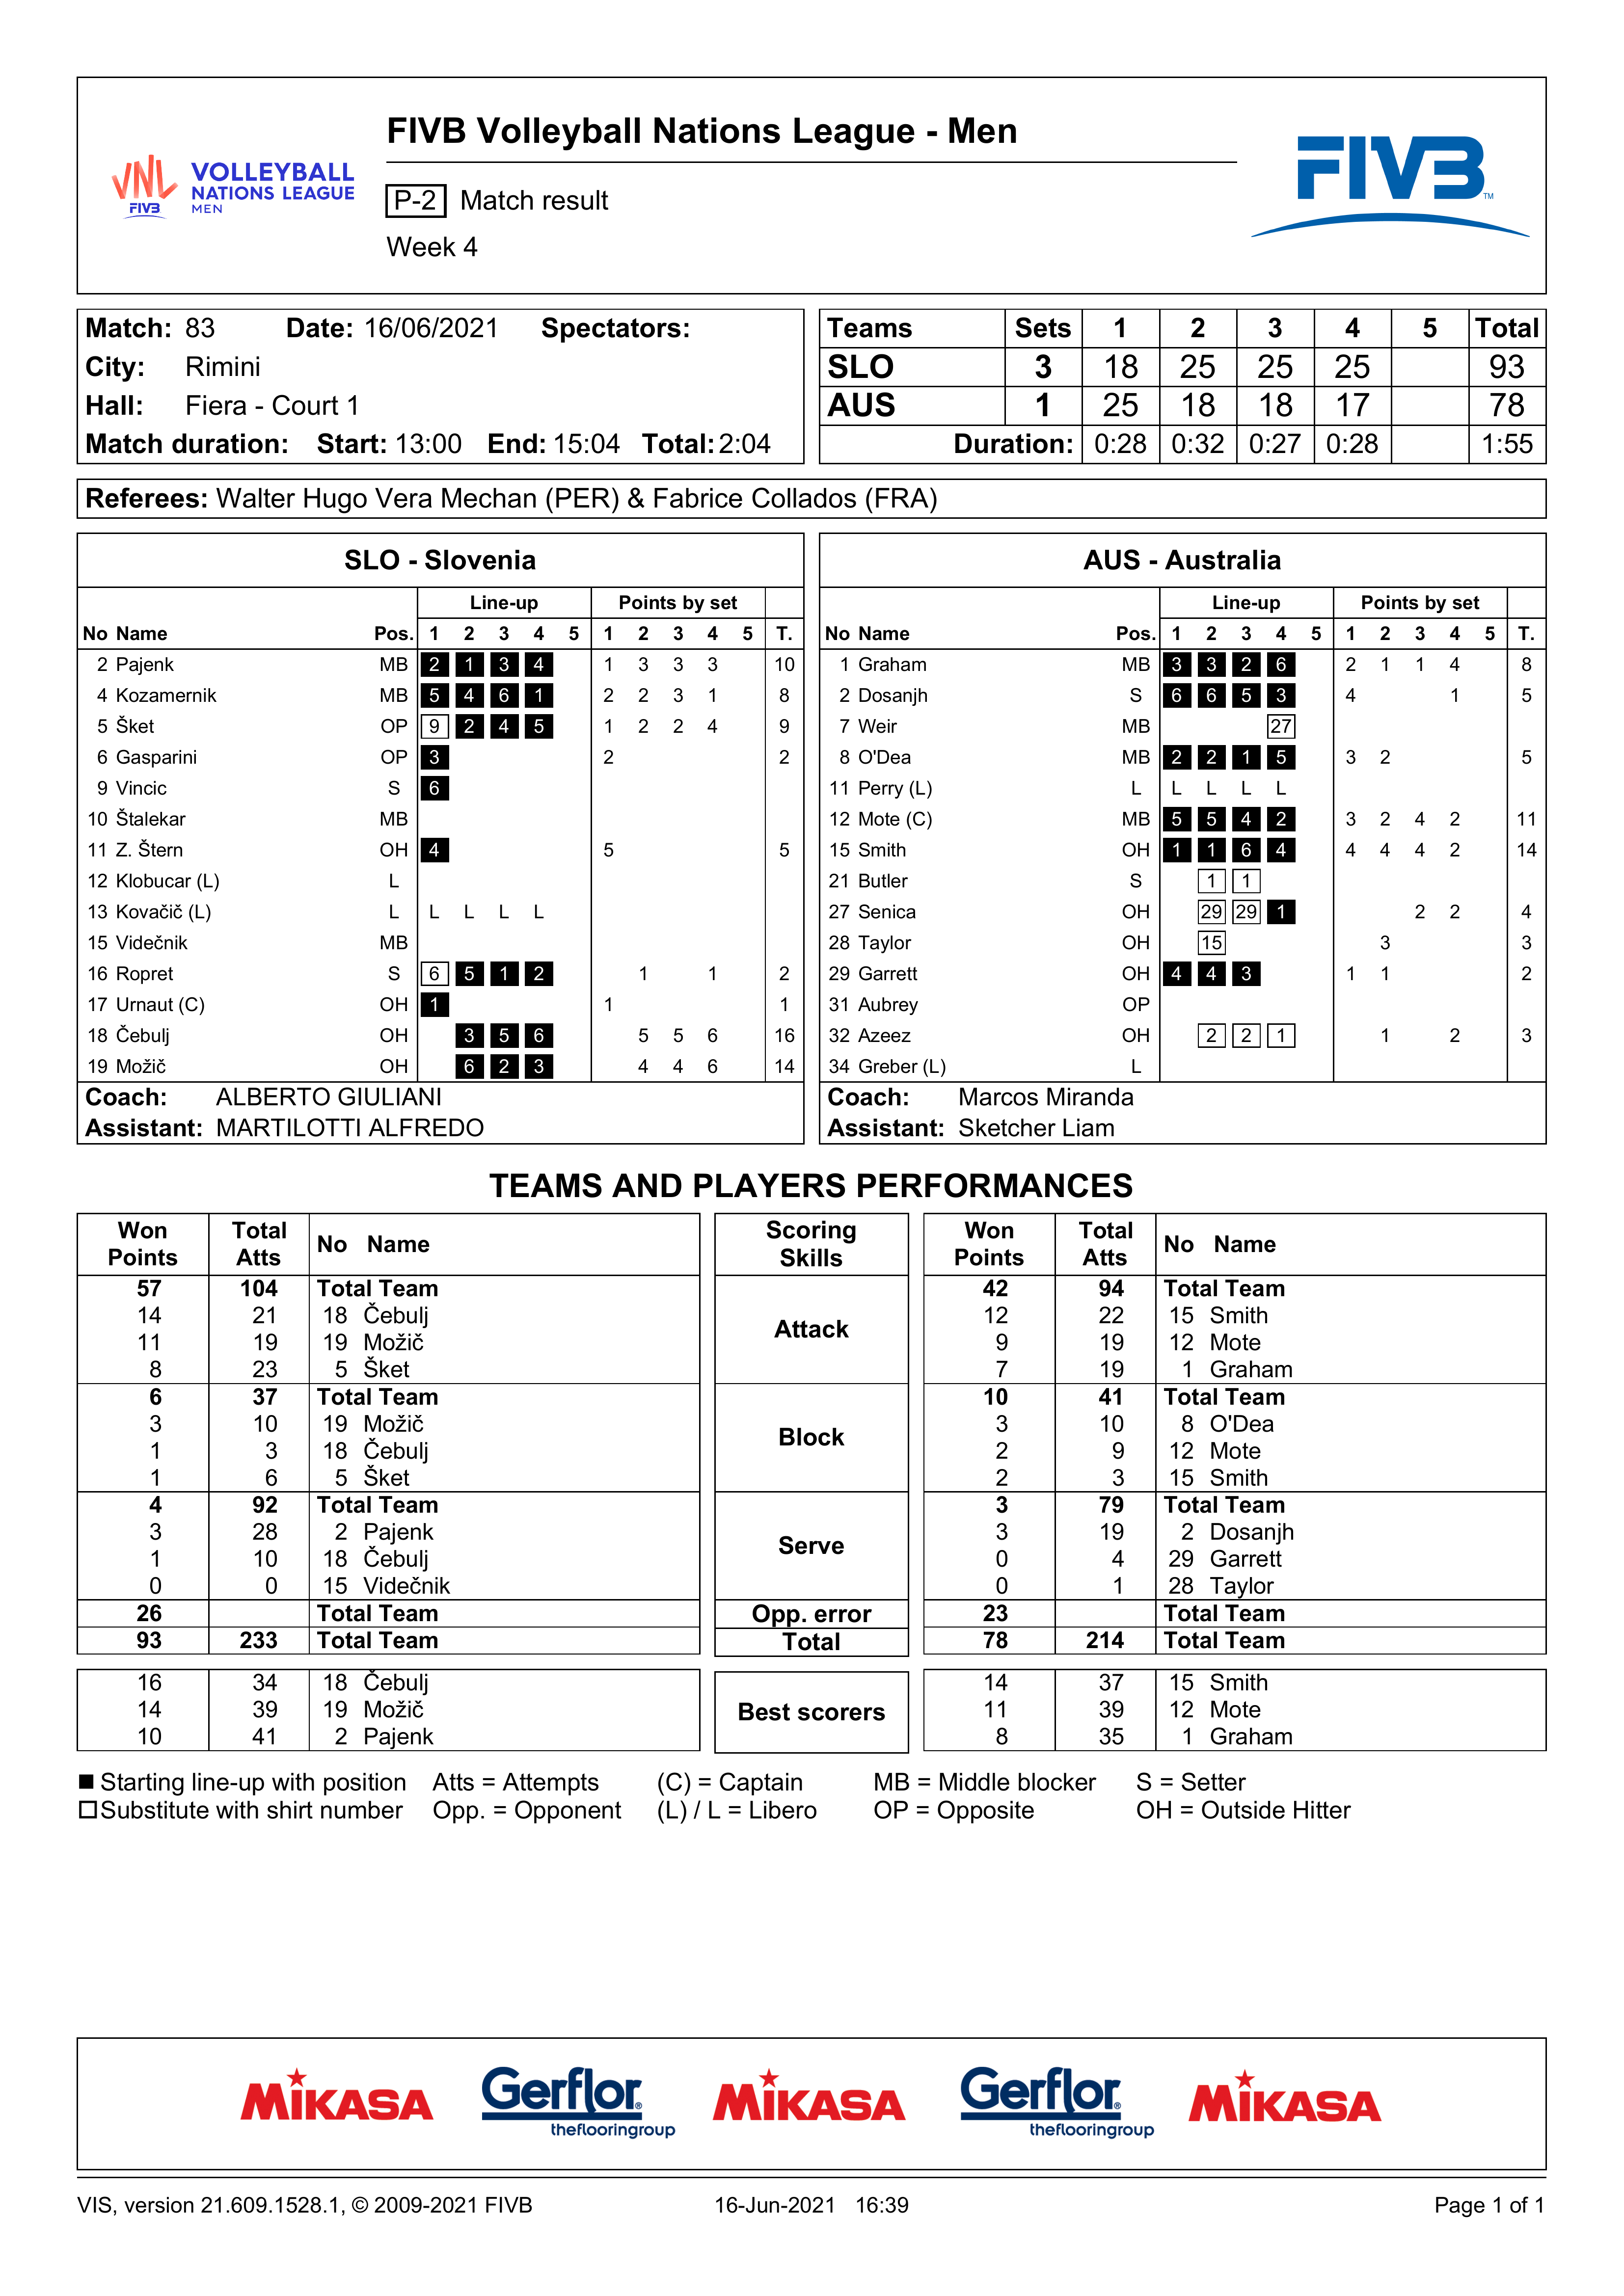 FIVB Volleyball Nations League - Men
VNL FIVB
VOLLEYBALL
NATIONS LEAGUE
MEN
P-2 Match result
Week 4
FIVB TM
Match: 83 Date: 16/06/2021 Spectators:
City: Rimini
Hall: Fiera - Court 1
Match duration: Start: 13:00 End: 15:04 Total: 2:04
Teams Sets 1 2 3 4 5 Total
SLO 3 18 25 25 25 93
AUS 1 25 18 18 17 78
Duration: 0:28 0:32 0:27 0:28 1:55
Referees: Walter Hugo Vera Mechan (PER) & Fabrice Collados (FRA)
SLO - Slovenia
Line-up Points by set
No Name Pos. 1 2 3 4 5 1 2 3 4 5 T.
2 Pajenk MB 2 1 3 4 1 3 3 3 10
4 Kozamernik MB 5 4 6 1 2 2 3 1 8
5 Šket OP 9 2 4 5 1 2 2 4 9
6 Gasparini OP 3 2 2
9 Vincic S 6
10 Štalekar MB
11 Z. Štern OH 4 5 5
12 Klobucar (L) L
13 Kovačič (L) L L L L L
15 Videčnik MB
16 Ropret S 6 5 1 2 1 1 2
17 Urnaut (C) OH 1 1 1
18 Čebulj OH 3 5 6 5 5 6 16
19 Možič OH 6 2 3 4 4 6 14
Coach: ALBERTO GIULIANI
Assistant: MARTILOTTI ALFREDO
AUS - Australia
Line-up Points by set
No Name Pos. 1 2 3 4 5 1 2 3 4 5 T.
1 Graham MB 3 3 2 6 2 1 1 4 8
2 Dosanjh S 6 6 5 3 4 1 5
7 Weir MB 27
8 O'Dea MB 2 2 1 5 3 2 5
11 Perry (L) L L L L L
12 Mote (C) MB 5 5 4 2 3 2 4 2 11
15 Smith OH 1 1 6 4 4 4 4 2 14
21 Butler S 1 1
27 Senica OH 29 29 1 2 2 4
28 Taylor OH 15 3 3
29 Garrett OH 4 4 3 1 1 2
31 Aubrey OP
32 Azeez OH 2 2 1 1 2 3
34 Greber (L) L
Coach: Marcos Miranda
Assistant: Sketcher Liam
TEAMS AND PLAYERS PERFORMANCES
Won Points Total Atts No Name Scoring Skills Won Points Total Atts No Name
57 104 Total Team Attack 42 94 Total Team
14 21 18 Čebulj 12 22 15 Smith
11 19 19 Možič 9 19 12 Mote
8 23 5 Šket 7 19 1 Graham
6 37 Total Team Block 10 41 Total Team
3 10 19 Možič 3 10 8 O'Dea
1 3 18 Čebulj 2 9 12 Mote
1 6 5 Šket 2 3 15 Smith
4 92 Total Team Serve 3 79 Total Team
3 28 2 Pajenk 3 19 2 Dosanjh
1 10 18 Čebulj 0 4 29 Garrett
0 0 15 Videčnik 0 1 28 Taylor
26 Total Team Opp. error 23 Total Team
93 233 Total Team Total 78 214 Total Team
16 34 18 Čebulj Best scorers 14 37 15 Smith
14 39 19 Možič 11 39 12 Mote
10 41 2 Pajenk 8 35 1 Graham
Starting line-up with position Atts = Attempts (C) = Captain MB = Middle blocker S = Setter
Substitute with shirt number Opp. = Opponent (L) / L = Libero OP = Opposite OH = Outside Hitter
MIKASA Gerflor® theflooringgroup MIKASA Gerflor® theflooringgroup MIKASA
VIS, version 21.609.1528.1, © 2009-2021 FIVB 16-Jun-2021 16:39 Page 1 of 1